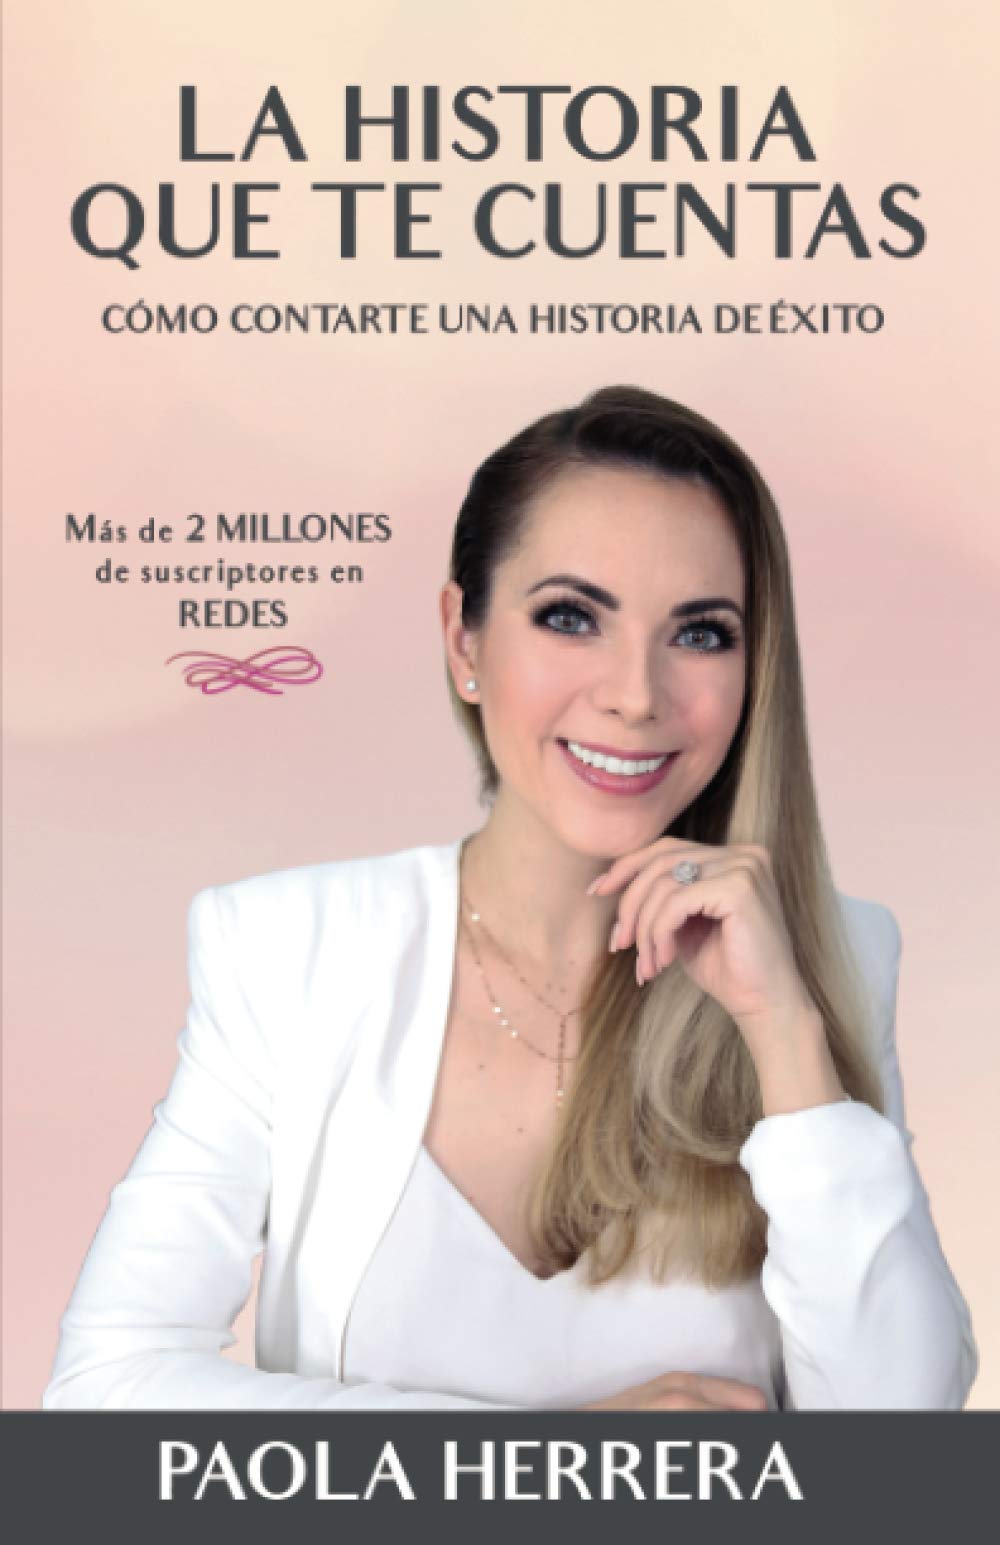 LA HISTORIA
QUE TE CUENTAS
CÓMO CONTARTE UNA HISTORIA DE ÉXITO
Más de 2 MILLONES
de suscriptores en
REDES
PAOLA HERRERA